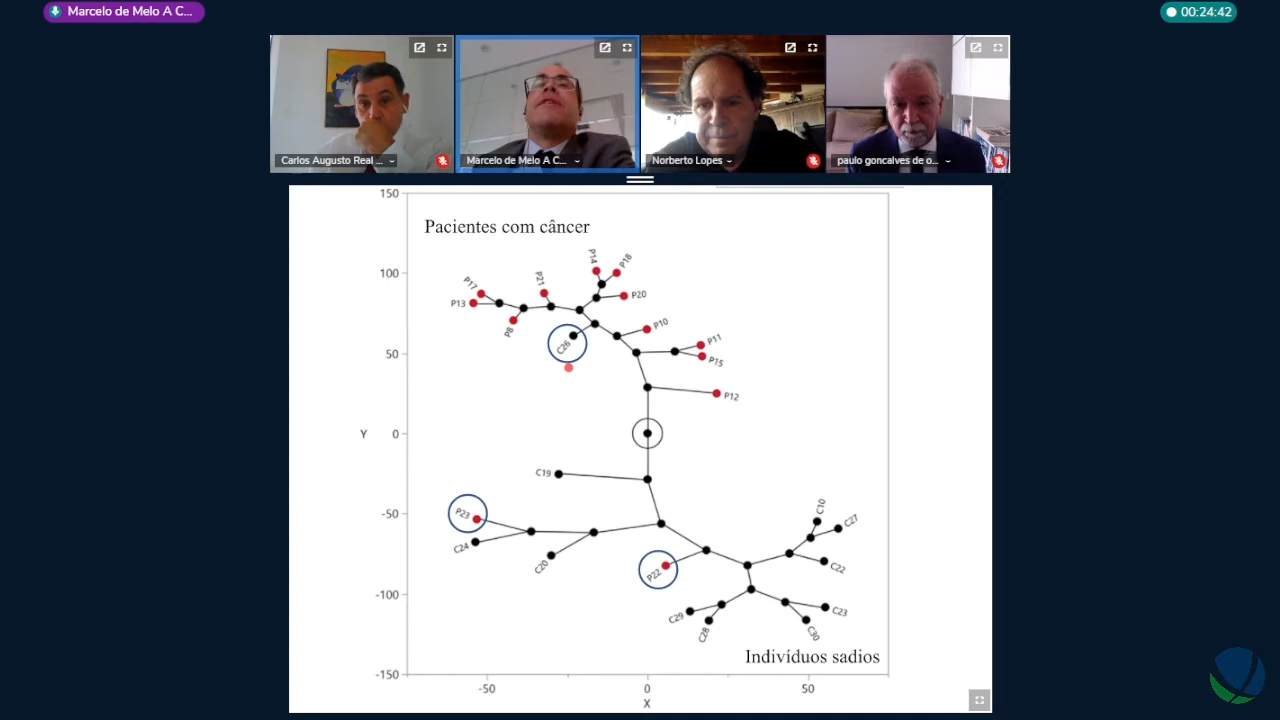 Marcelo de Melo A C...
00:24:42
Carlos Augusto Real ...
Marcelo de Melo A C...
Norberto Lopes
paulo goncalves de o...
150
Pacientes com câncer
P14
P18
100
P17
P21
P13
P20
P8
P10
C26
P11
50
P15
P12
Y
0
C19
-50
P23
C10
C27
C24
C20
C22
P22
-100
C29
C23
C28
C30
Indivíduos sadios
-150
-50
0
50
X